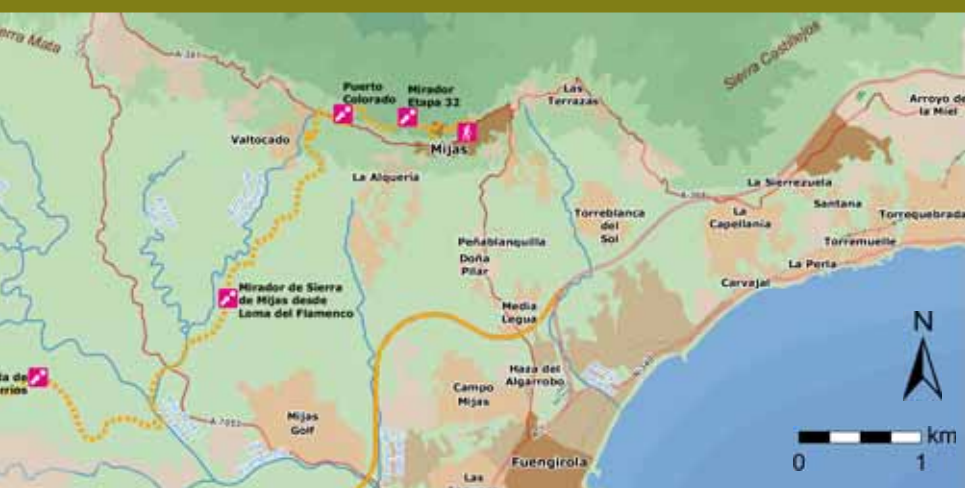 Sierra Castillejos
A-387
Puerto
Colorado
Mirador
Etapa 32
Las
Terrazas
Arroyo de
la Miel
Valtocado
Mijas
La Alquería
La Sierrezuela
A-368
Santana
La
Capellanía
Torrequebrada
Torreblanca
del
Sol
Peñablanquilla
Doña
Pilar
Torremuelle
La Perla
Carvajal
Mirador de Sierra
de Mijas desde
Loma del Flamenco
Media
Legua
N
Haza del
Algarrobo
Campo
Mijas
Mijas
Golf
A-7053
km
0 1
Fuengirola
Las